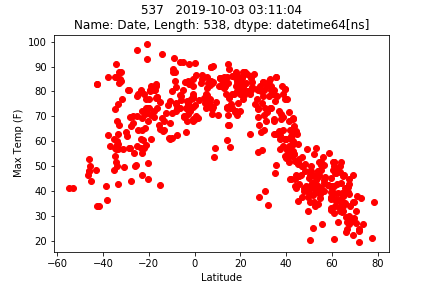 537   2019-10-03 03:11:04
Name: Date, Length: 538, dtype: datetime64[ns]
100
90
80
70
60
50
40
30
20
Max Temp (F)
−60 −40 −20 0 20 40 60 80
Latitude